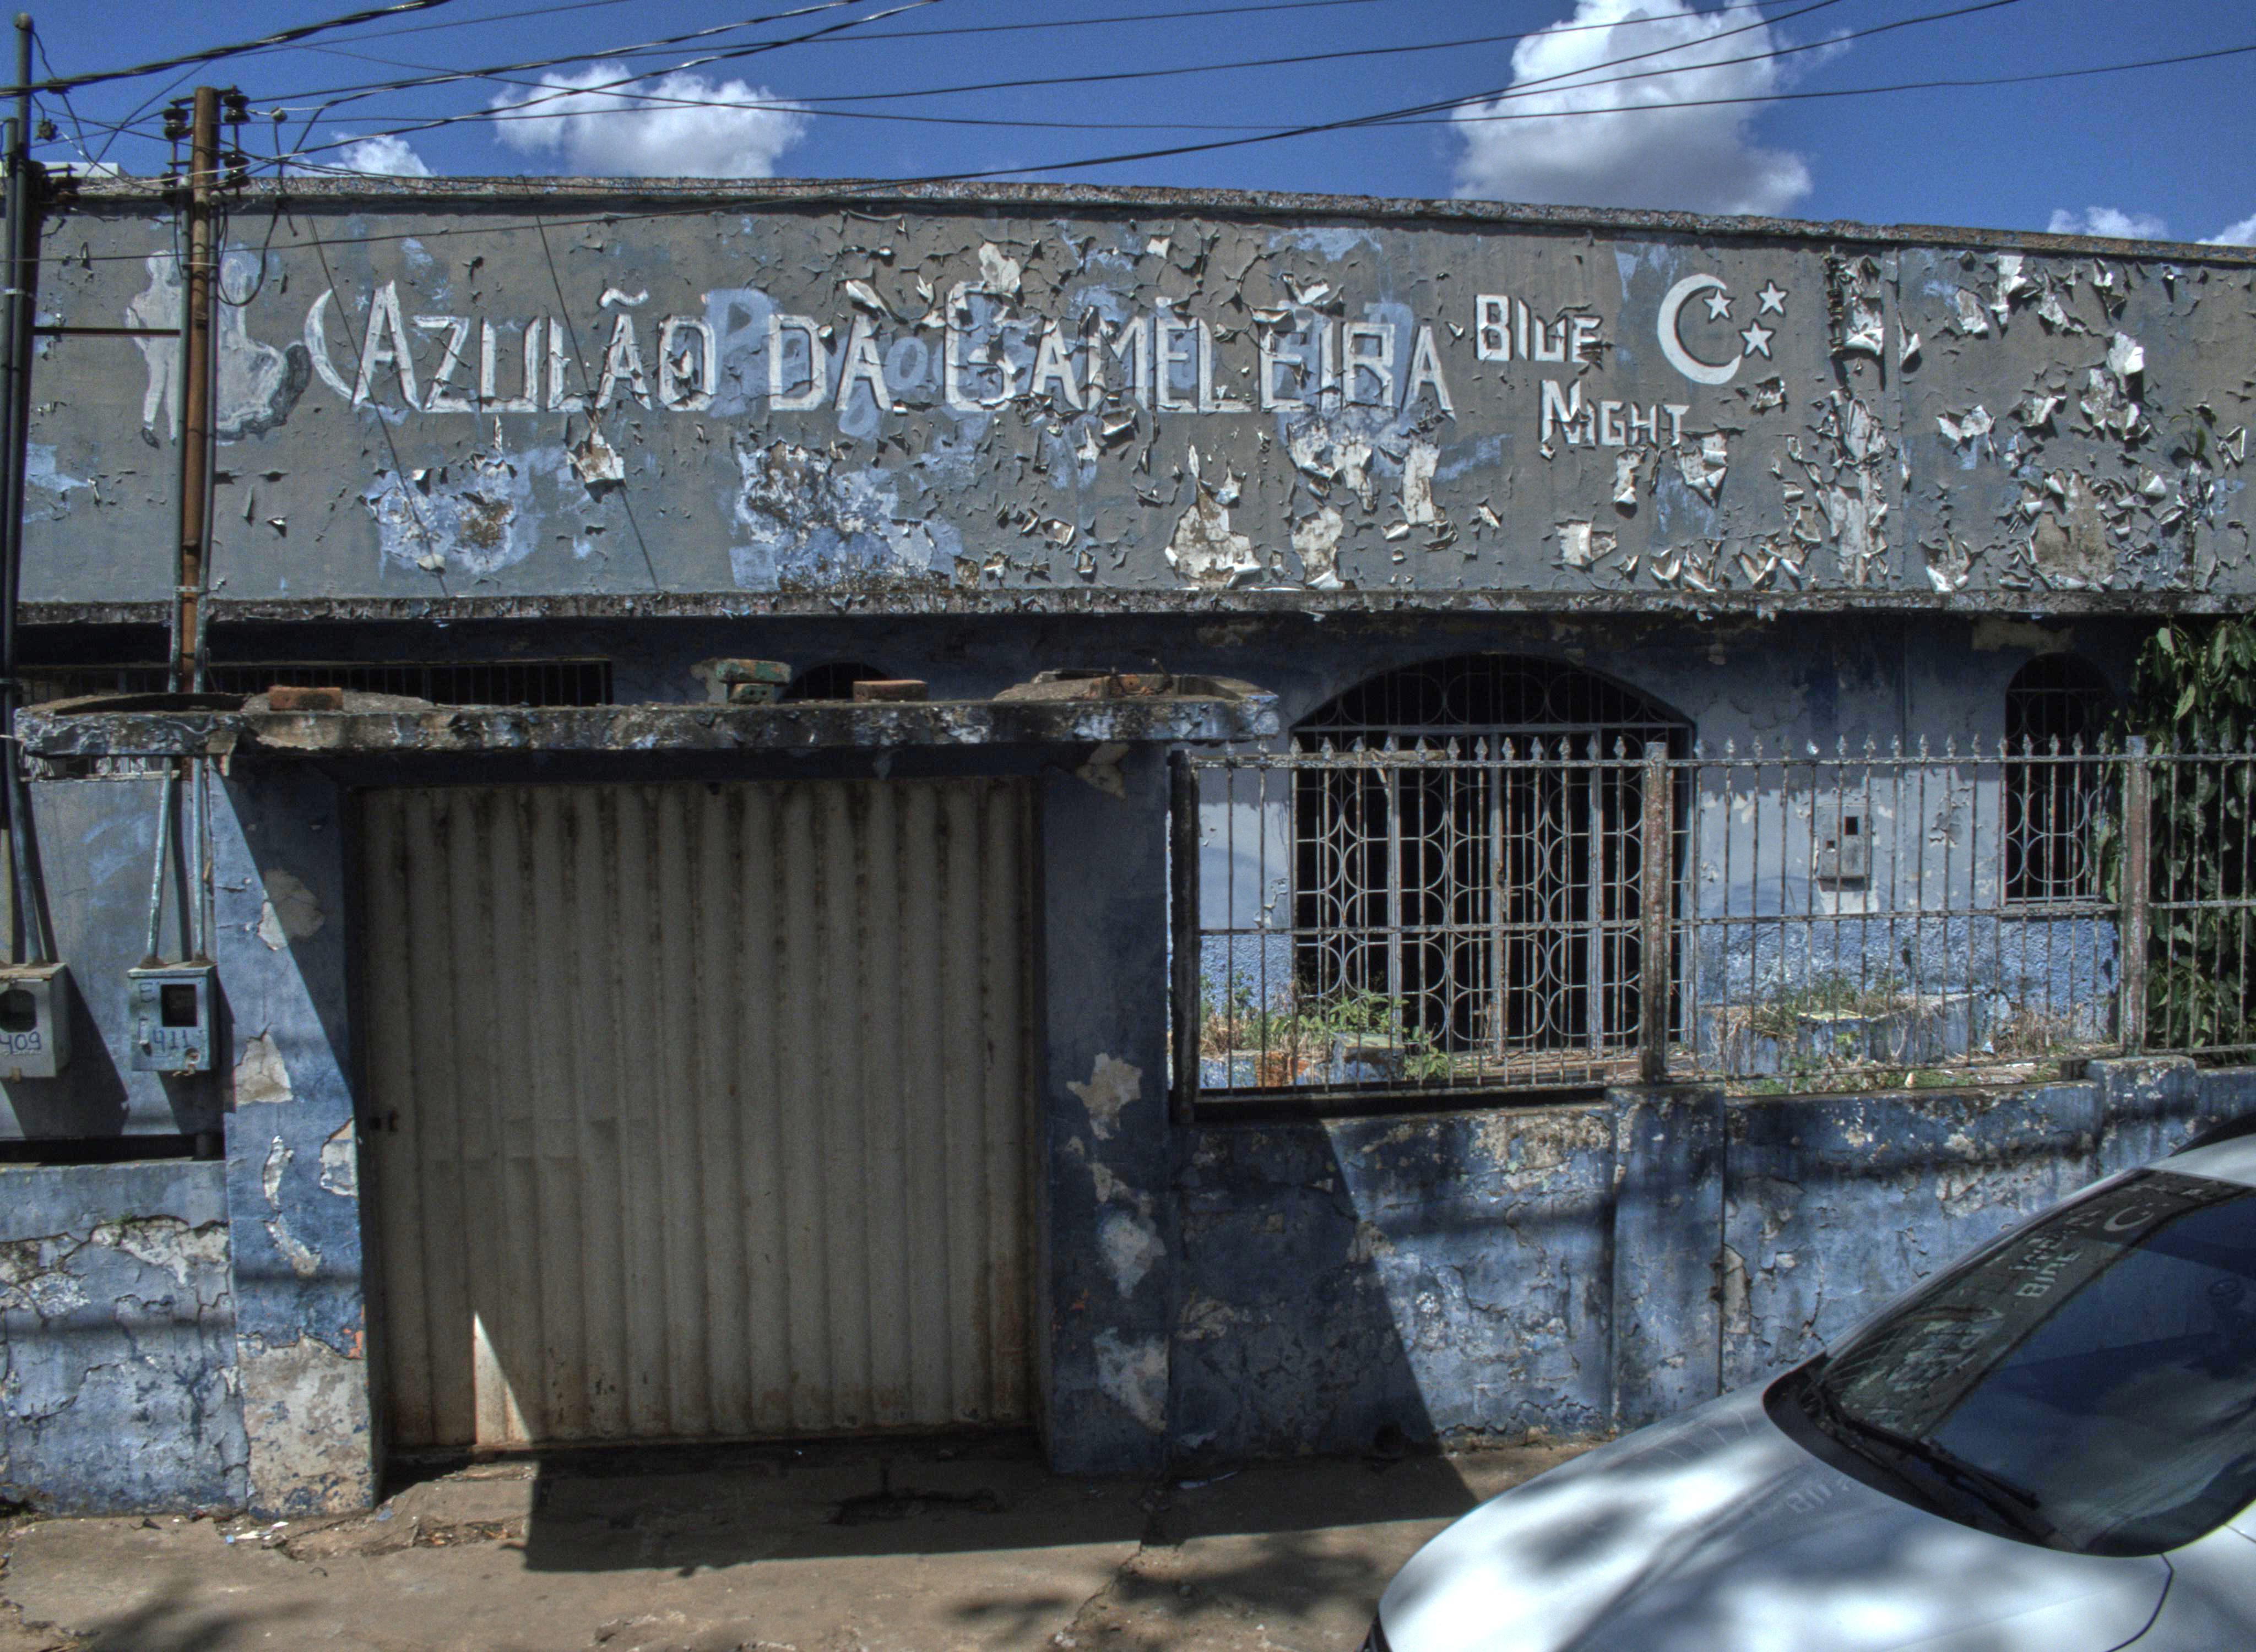 AZULÃO DA GAMELEIRA
BLUE
NIGHT
409
411